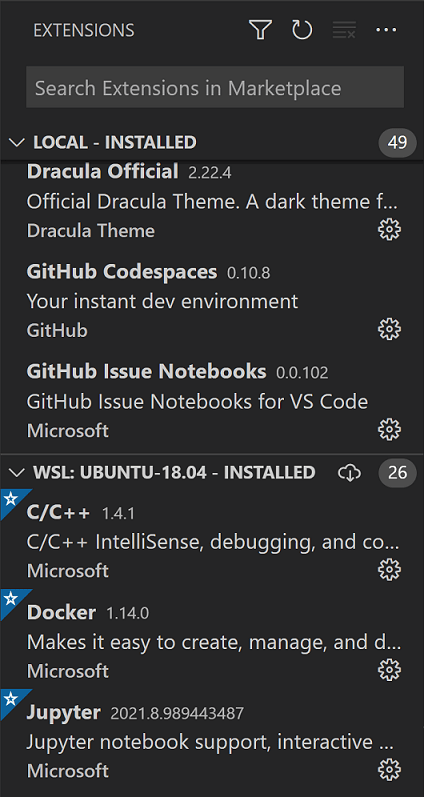 EXTENSIONS
Search Extensions in Marketplace
LOCAL - INSTALLED 49
Dracula Official 2.22.4
Official Dracula Theme. A dark theme f...
Dracula Theme
GitHub Codespaces 0.10.8
Your instant dev environment
GitHub
GitHub Issue Notebooks 0.0.102
GitHub Issue Notebooks for VS Code
Microsoft
WSL: UBUNTU-18.04 - INSTALLED 26
C/C++ 1.4.1
C/C++ IntelliSense, debugging, and co...
Microsoft
Docker 1.14.0
Makes it easy to create, manage, and d...
Microsoft
Jupyter 2021.8.989443487
Jupyter notebook support, interactive ...
Microsoft